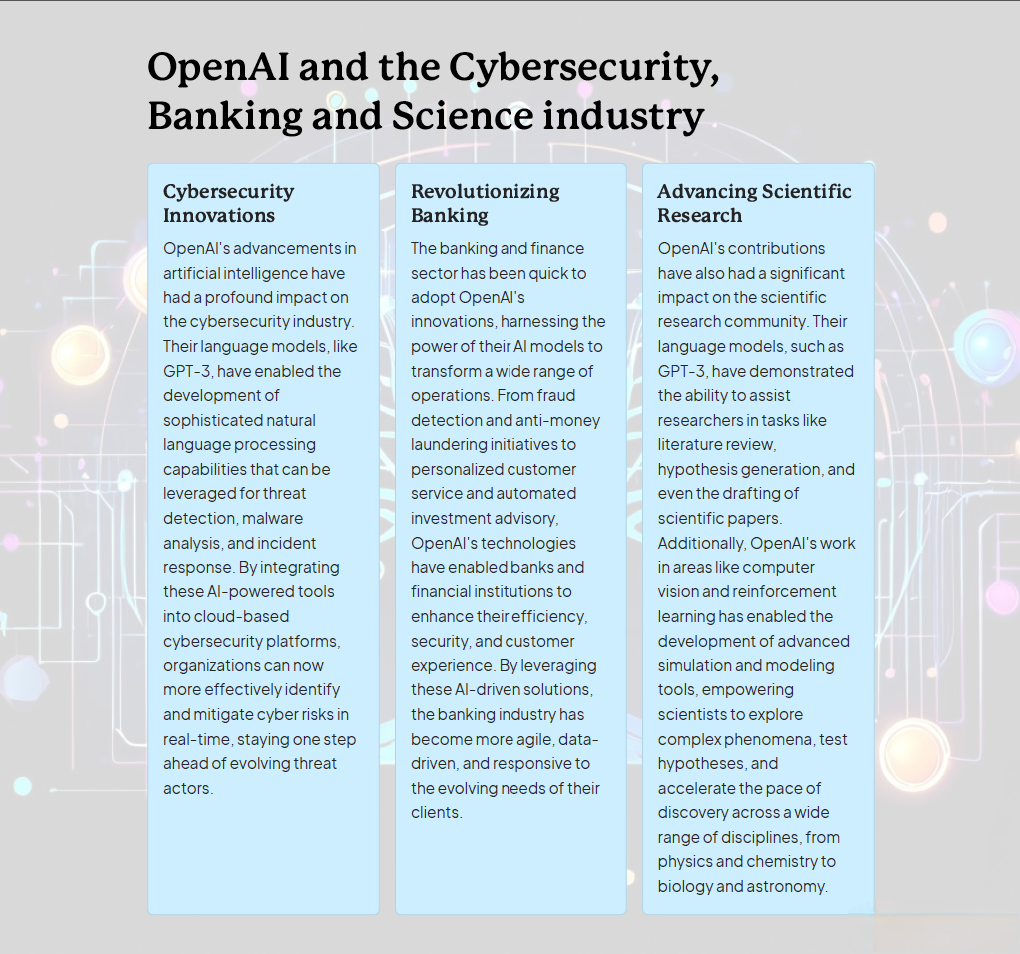 OpenAI and the Cybersecurity,
Banking and Science industry
Cybersecurity
Innovations
OpenAI's advancements in
artificial intelligence have
had a profound impact on
the cybersecurity industry.
Their language models, like
GPT-3, have enabled the
development of
sophisticated natural
language processing
capabilities that can be
leveraged for threat
detection, malware
analysis, and incident
response. By integrating
these AI-powered tools
into cloud-based
cybersecurity platforms,
organizations can now
more effectively identify
and mitigate cyber risks in
real-time, staying one step
ahead of evolving threat
actors.
Revolutionizing
Banking
The banking and finance
sector has been quick to
adopt OpenAI's
innovations, harnessing the
power of their AI models to
transform a wide range of
operations. From fraud
detection and anti-money
laundering initiatives to
personalized customer
service and automated
investment advisory,
OpenAI's technologies
have enabled banks and
financial institutions to
enhance their efficiency,
security, and customer
experience. By leveraging
these AI-driven solutions,
the banking industry has
become more agile, data-
driven, and responsive to
the evolving needs of their
clients.
Advancing Scientific
Research
OpenAI's contributions
have also had a significant
impact on the scientific
research community. Their
language models, such as
GPT-3, have demonstrated
the ability to assist
researchers in tasks like
literature review,
hypothesis generation, and
even the drafting of
scientific papers.
Additionally, OpenAI's work
in areas like computer
vision and reinforcement
learning has enabled the
development of advanced
simulation and modeling
tools, empowering
scientists to explore
complex phenomena, test
hypotheses, and
accelerate the pace of
discovery across a wide
range of disciplines, from
physics and chemistry to
biology and astronomy.